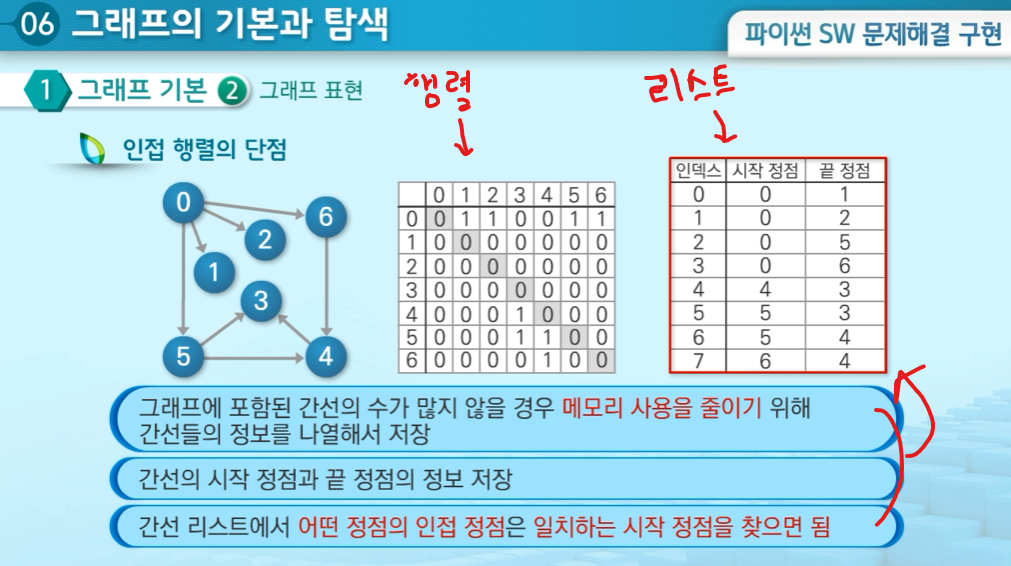 06 그래프의 기본과 탐색
파이썬 SW 문제해결 구현
1 그래프 기본 2 그래프 표현
행렬
리스트
인접 행렬의 단점
0
6
2
1
3
5
4
0 1 2 3 4 5 6
0 0 1 1 0 0 1 1
1 0 0 0 0 0 0 0
2 0 0 0 0 0 0 0
3 0 0 0 0 0 0 0
4 0 0 0 1 0 0 0
5 0 0 0 1 1 0 0
6 0 0 0 0 1 0 0
인덱스 시작 정점 끝 정점
0 0 1
1 0 2
2 0 5
3 0 6
4 4 3
5 5 3
6 5 4
7 6 4
그래프에 포함된 간선의 수가 많지 않을 경우 메모리 사용을 줄이기 위해
간선들의 정보를 나열해서 저장
간선의 시작 정점과 끝 정점의 정보 저장
간선 리스트에서 어떤 정점의 인접 정점은 일치하는 시작 정점을 찾으면 됨